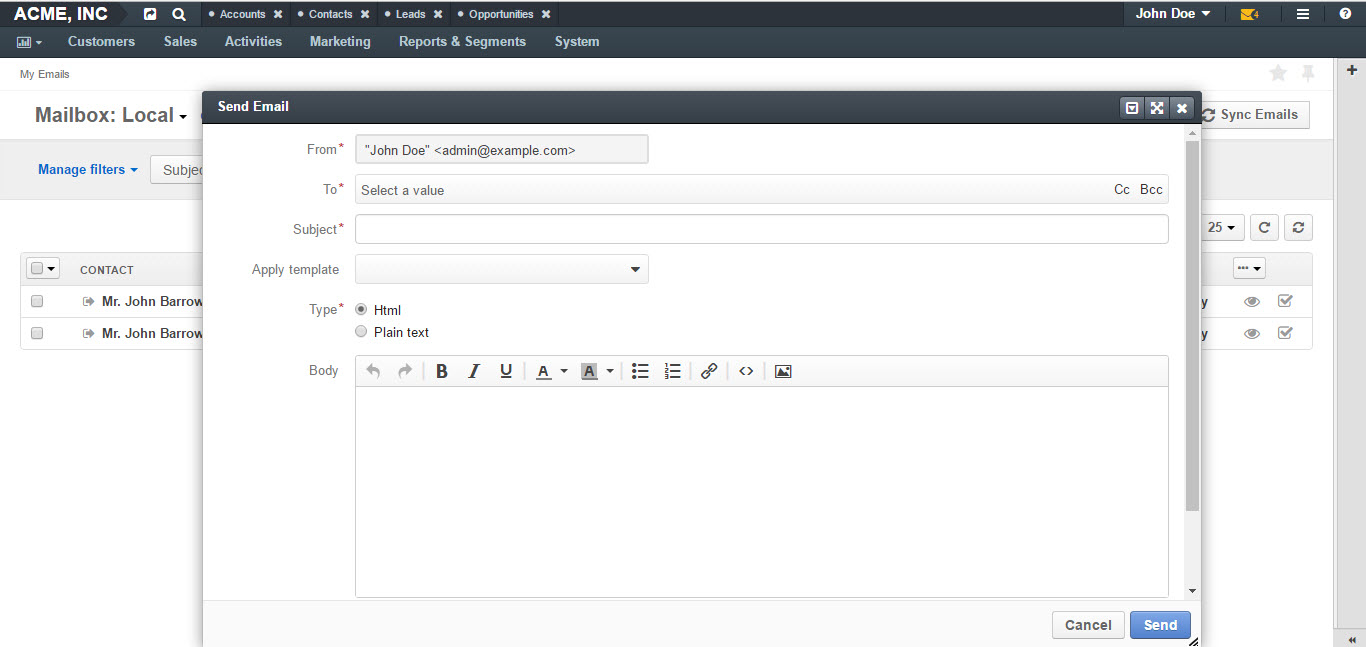 ACME, INC Accounts Contacts Leads Opportunities John Doe 4
Customers Sales Activities Marketing Reports & Segments System
My Emails
Mailbox: Local
Sync Emails
Manage filters
25
CONTACT
Mr. John Barrow
Mr. John Barrow
Send Email
From* "John Doe" <admin@example.com>
To* Select a value Cc Bcc
Subject*
Apply template
Type* Html
Plain text
Body B I U A A
Cancel Send